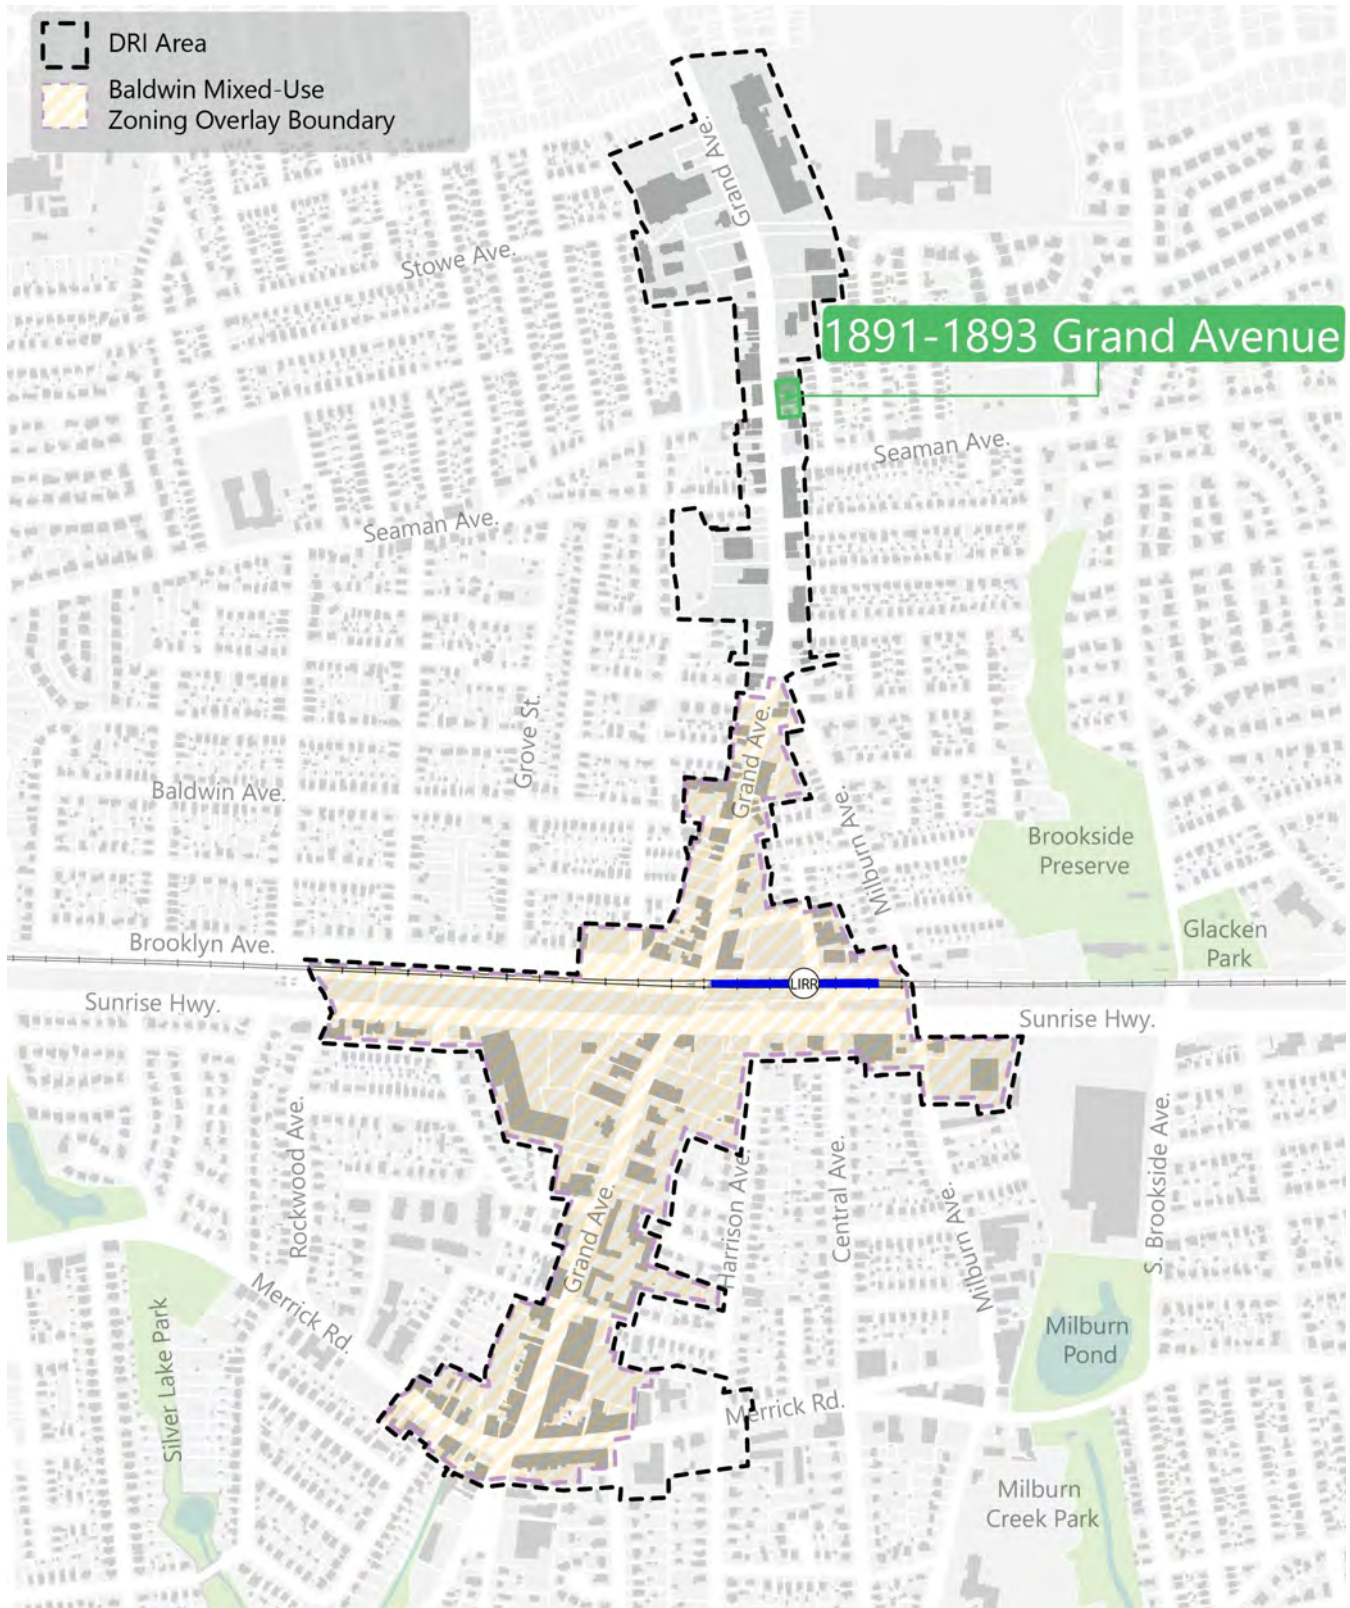 DRI Area
Baldwin Mixed-Use
Zoning Overlay Boundary
Grand Ave.
Stowe Ave.
1891-1893 Grand Avenue
Seaman Ave.
Seaman Ave.
Grove St.
Grand Ave.
Baldwin Ave.
Milburn Ave.
Brookside
Preserve
Glacken
Park
Brooklyn Ave.
LIRR
Sunrise Hwy.
Sunrise Hwy.
Rockwood Ave.
Grand Ave.
Harrison Ave.
Central Ave.
Milburn Ave.
S. Brookside Ave.
Merrick Rd.
Silver Lake Park
Milburn
Pond
Merrick Rd.
Milburn
Creek Park